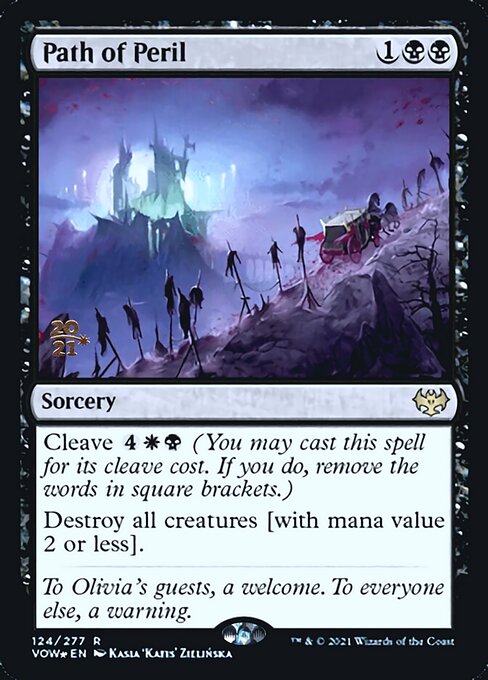 Path of Peril 1
20
21
Sorcery
Cleave 4 (You may cast this spell
for its cleave cost. If you do, remove the
words in square brackets.)
Destroy all creatures [with mana value
2 or less].
To Olivia's guests, a welcome. To everyone
else, a warning.
124/277 R
VOW★EN Kasia 'Kafis' Zielińska
™ & © 2021 Wizards of the Coast